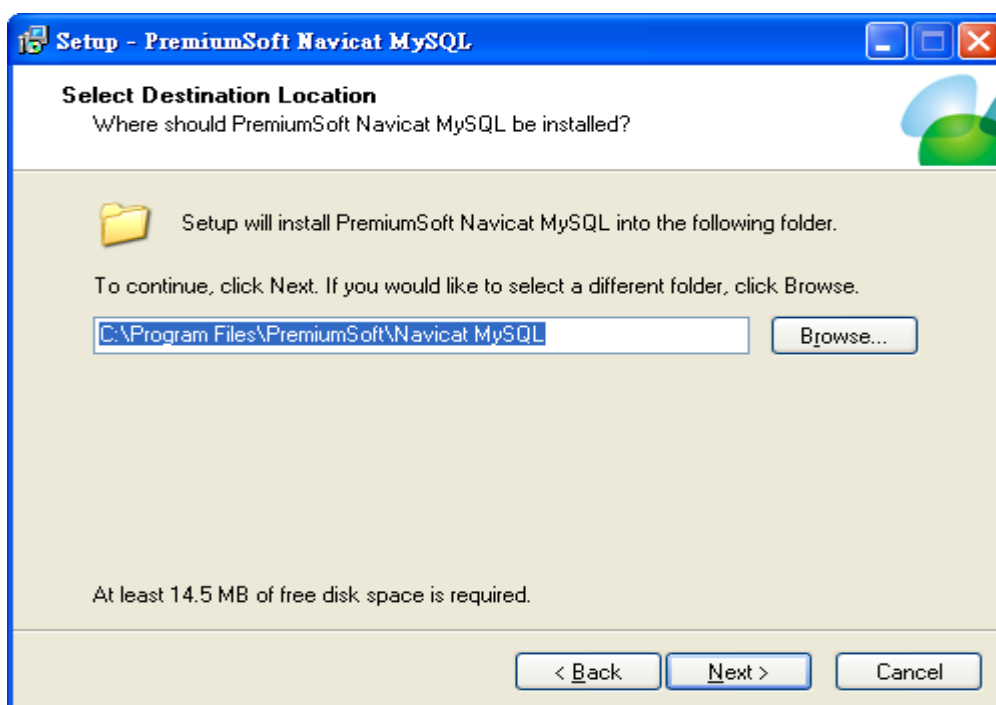 Setup - PremiumSoft Navicat MySQL
Select Destination Location
Where should PremiumSoft Navicat MySQL be installed?
Setup will install PremiumSoft Navicat MySQL into the following folder.
To continue, click Next. If you would like to select a different folder, click Browse.
C:\Program Files\PremiumSoft\Navicat MySQL
Browse...
At least 14.5 MB of free disk space is required.
< Back
Next >
Cancel